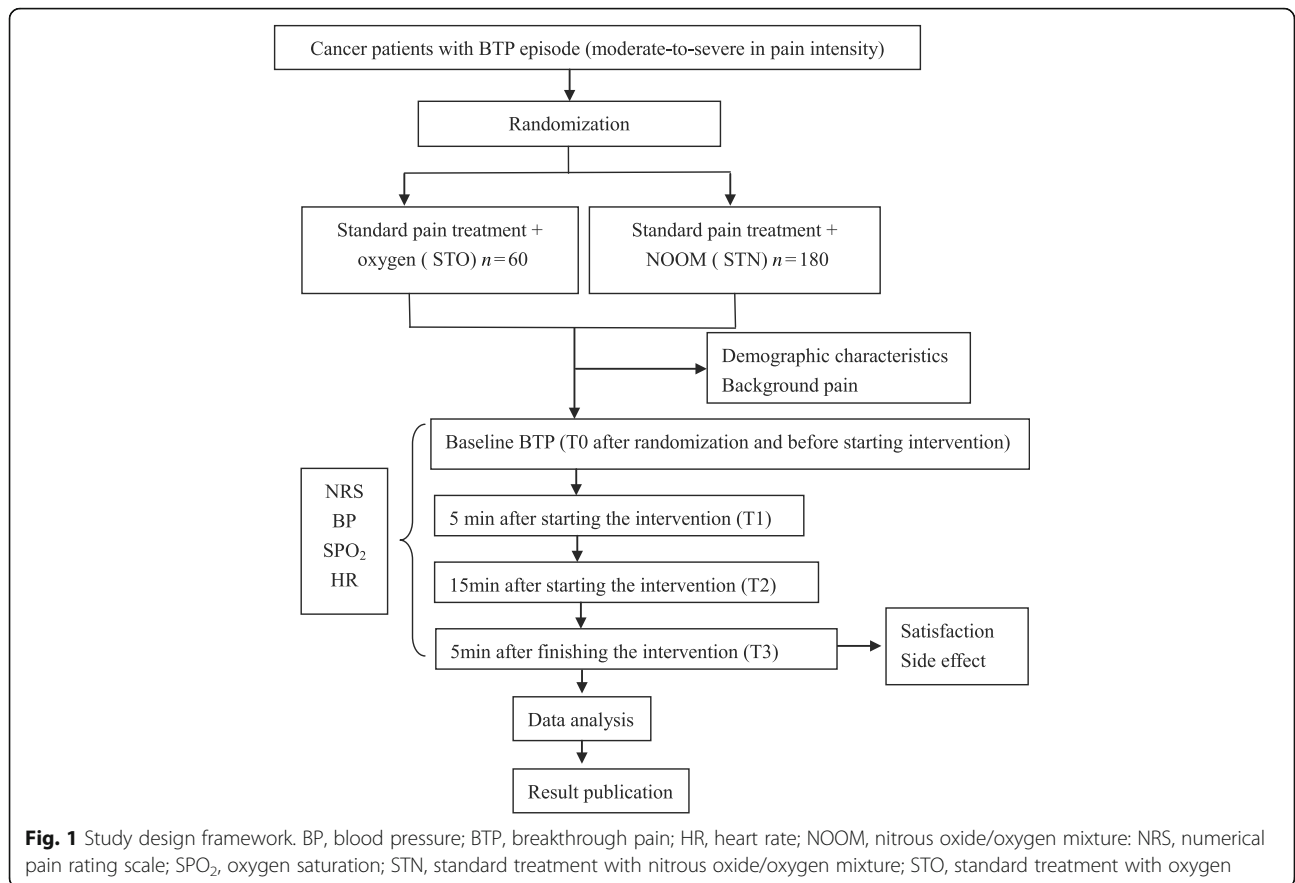 Cancer patients with BTP episode (moderate-to-severe in pain intensity)
Randomization
Standard pain treatment +
oxygen ( STO) n=60
Standard pain treatment +
NOOM ( STN) n=180
Demographic characteristics
Background pain
Baseline BTP (T0 after randomization and before starting intervention)
NRS
BP
SPO₂
HR
5 min after starting the intervention (T1)
15min after starting the intervention (T2)
5min after finishing the intervention (T3)
Satisfaction
Side effect
Data analysis
Result publication
Fig. 1 Study design framework. BP, blood pressure; BTP, breakthrough pain; HR, heart rate; NOOM, nitrous oxide/oxygen mixture: NRS, numerical
pain rating scale; SPO₂, oxygen saturation; STN, standard treatment with nitrous oxide/oxygen mixture; STO, standard treatment with oxygen